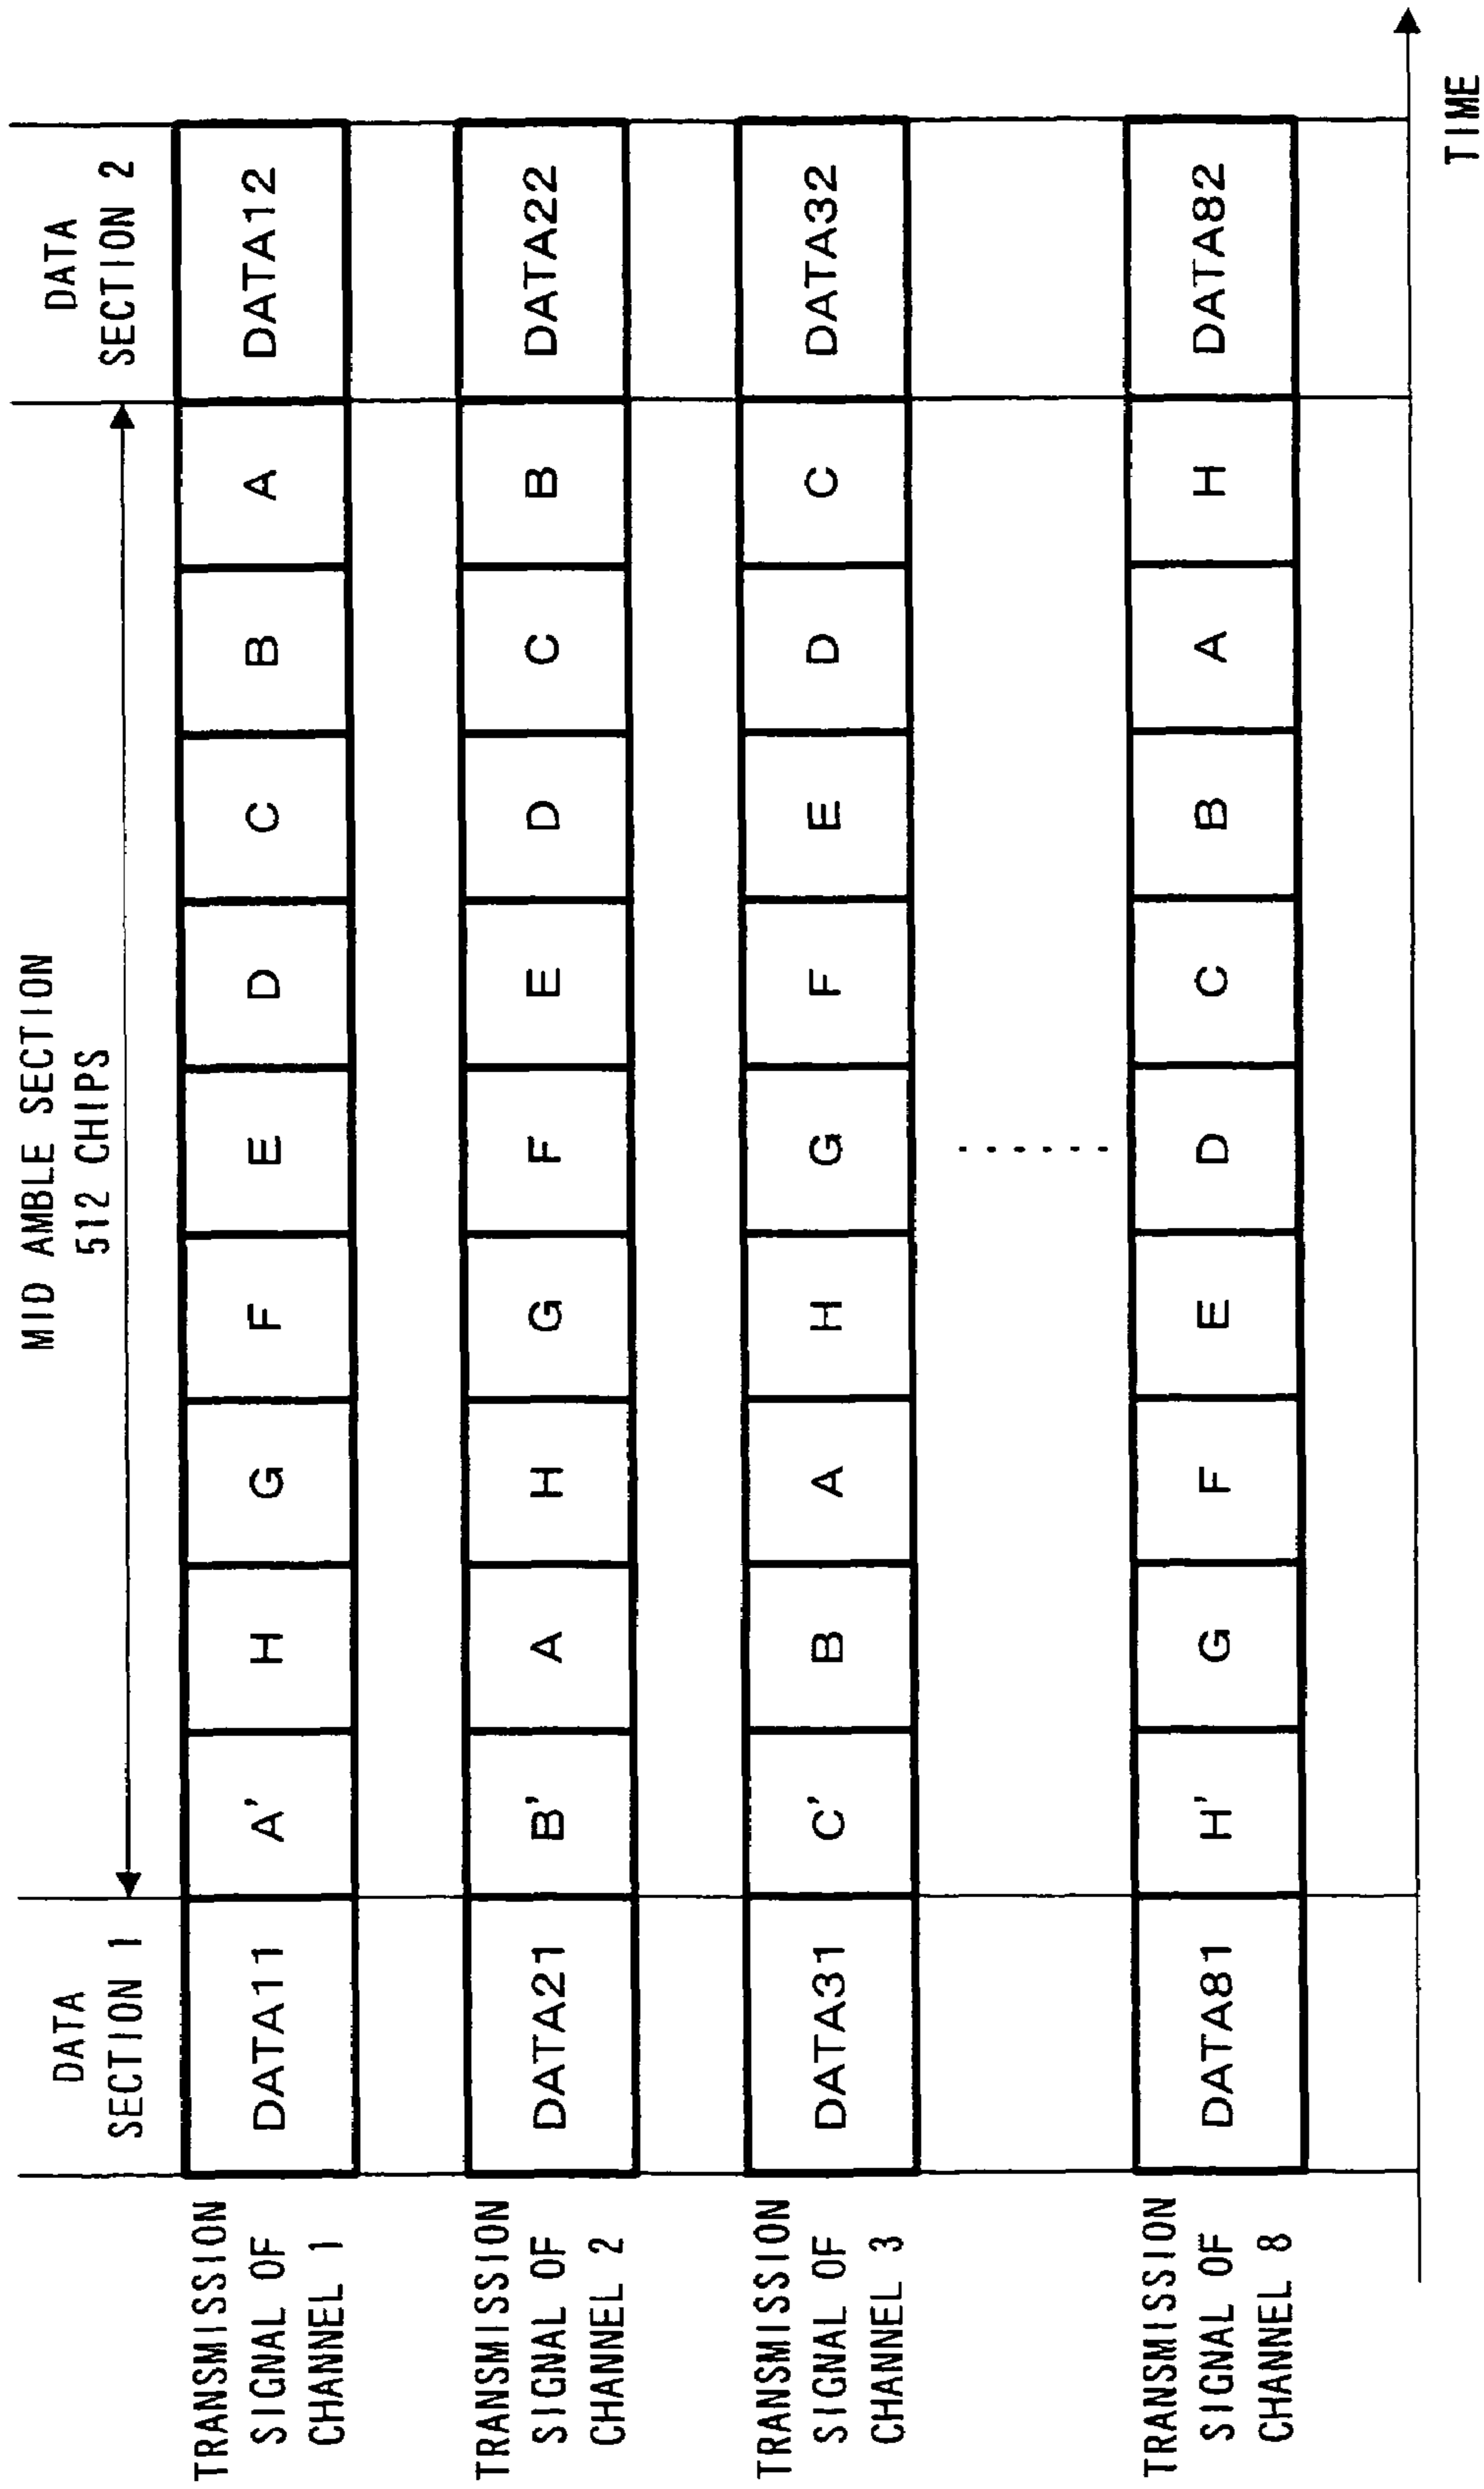 DATA
SECTION 1
MID AMBLE SECTION
512 CHIPS
DATA
SECTION 2
TRANSMISSION
SIGNAL OF
CHANNEL 1
DATA11 A' H G F E D C B A DATA12
TRANSMISSION
SIGNAL OF
CHANNEL 2
DATA21 B' A H G F E D C B DATA22
TRANSMISSION
SIGNAL OF
CHANNEL 3
DATA31 C' B A H G F E D C DATA32
......
TRANSMISSION
SIGNAL OF
CHANNEL 8
DATA81 H' G F E D C B A H DATA82
TIME